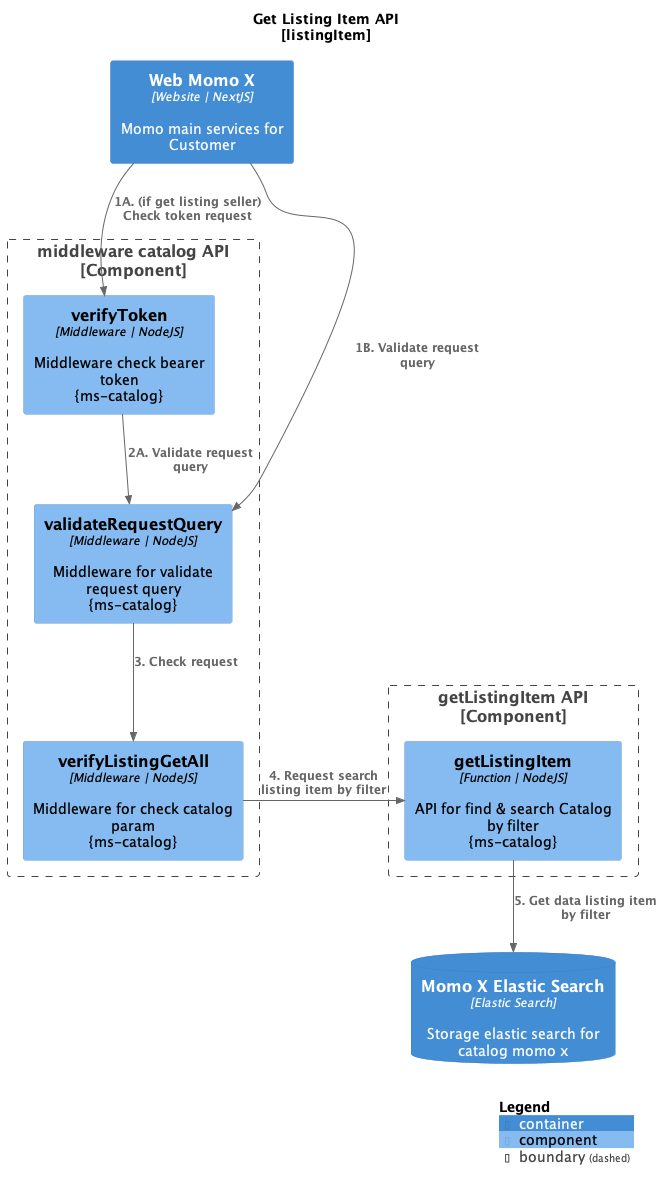 Get Listing Item API
[listingItem]
Web Momo X
[Website | NextJS]
Momo main services for
Customer
1A. (if get listing seller)
Check token request
middleware catalog API
[Component]
verifyToken
[Middleware | NodeJS]
Middleware check bearer
token
{ms-catalog}
1B. Validate request
query
2A. Validate request
query
validateRequestQuery
[Middleware | NodeJS]
Middleware for validate
request query
{ms-catalog}
3. Check request
getListingItem API
[Component]
verifyListingGetAll
[Middleware | NodeJS]
Middleware for check catalog
param
{ms-catalog}
4. Request search
listing item by filter
getListingItem
[Function | NodeJS]
API for find & search Catalog
by filter
{ms-catalog}
5. Get data listing item
by filter
Momo X Elastic Search
[Elastic Search]
Storage elastic search for
catalog momo x
Legend
container
component
boundary (dashed)